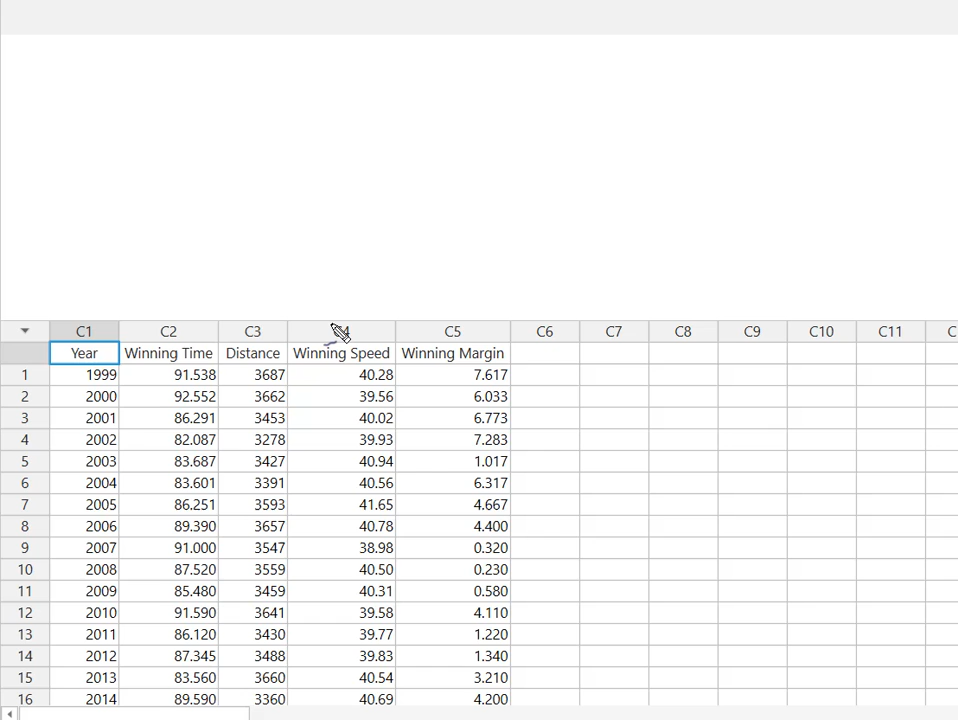 C1 C2 C3 C5 C6 C7 C8 C9 C10 C11 C
Year Winning Time Distance Winning Speed Winning Margin
1 1999 91.538 3687 40.28 7.617
2 2000 92.552 3662 39.56 6.033
3 2001 86.291 3453 40.02 6.773
4 2002 82.087 3278 39.93 7.283
5 2003 83.687 3427 40.94 1.017
6 2004 83.601 3391 40.56 6.317
7 2005 86.251 3593 41.65 4.667
8 2006 89.390 3657 40.78 4.400
9 2007 91.000 3547 38.98 0.320
10 2008 87.520 3559 40.50 0.230
11 2009 85.480 3459 40.31 0.580
12 2010 91.590 3641 39.58 4.110
13 2011 86.120 3430 39.77 1.220
14 2012 87.345 3488 39.83 1.340
15 2013 83.560 3660 40.54 3.210
16 2014 89.590 3360 40.69 4.200